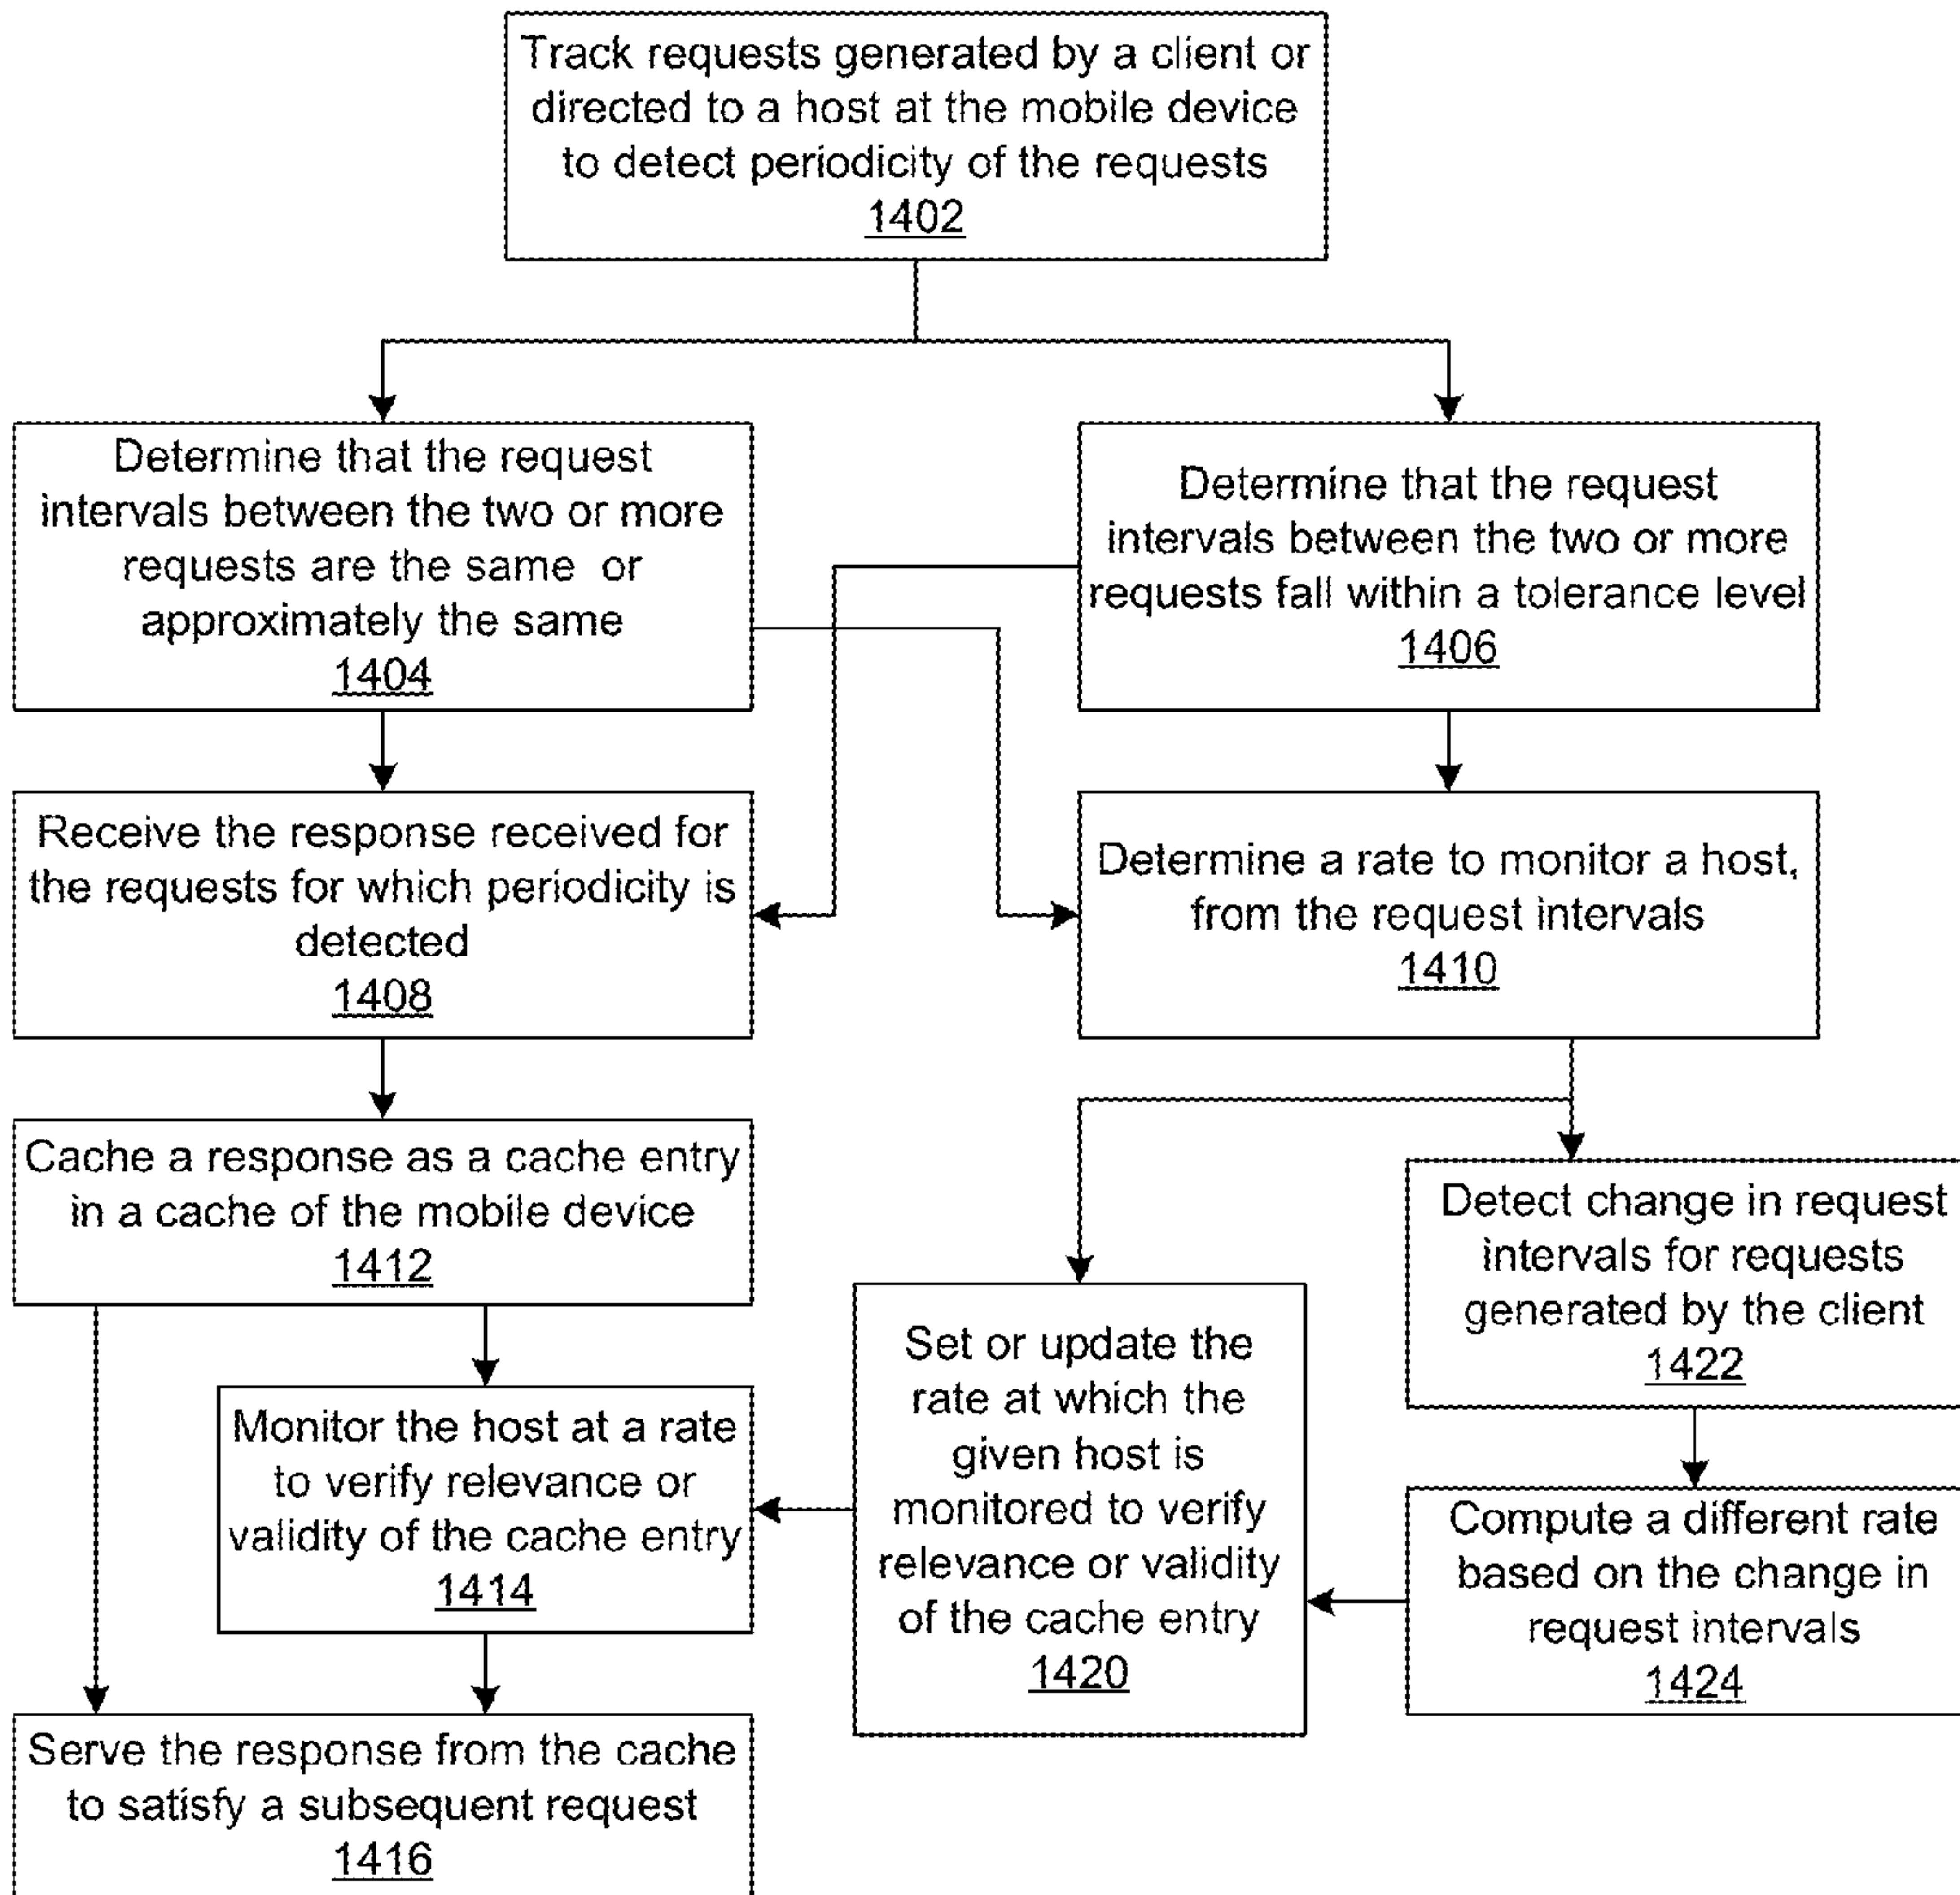 Track requests generated by a client or
directed to a host at the mobile device
to detect periodicity of the requests
1402
Determine that the request
intervals between the two or more
requests are the same or
approximately the same
1404
Determine that the request
intervals between the two or more
requests fall within a tolerance level
1406
Receive the response received for
the requests for which periodicity is
detected
1408
Determine a rate to monitor a host,
from the request intervals
1410
Cache a response as a cache entry
in a cache of the mobile device
1412
Detect change in request
intervals for requests
generated by the client
1422
Set or update the
rate at which the
given host is
monitored to verify
relevance or validity
of the cache entry
1420
Monitor the host at a rate
to verify relevance or
validity of the cache entry
1414
Compute a different rate
based on the change in
request intervals
1424
Serve the response from the cache
to satisfy a subsequent request
1416